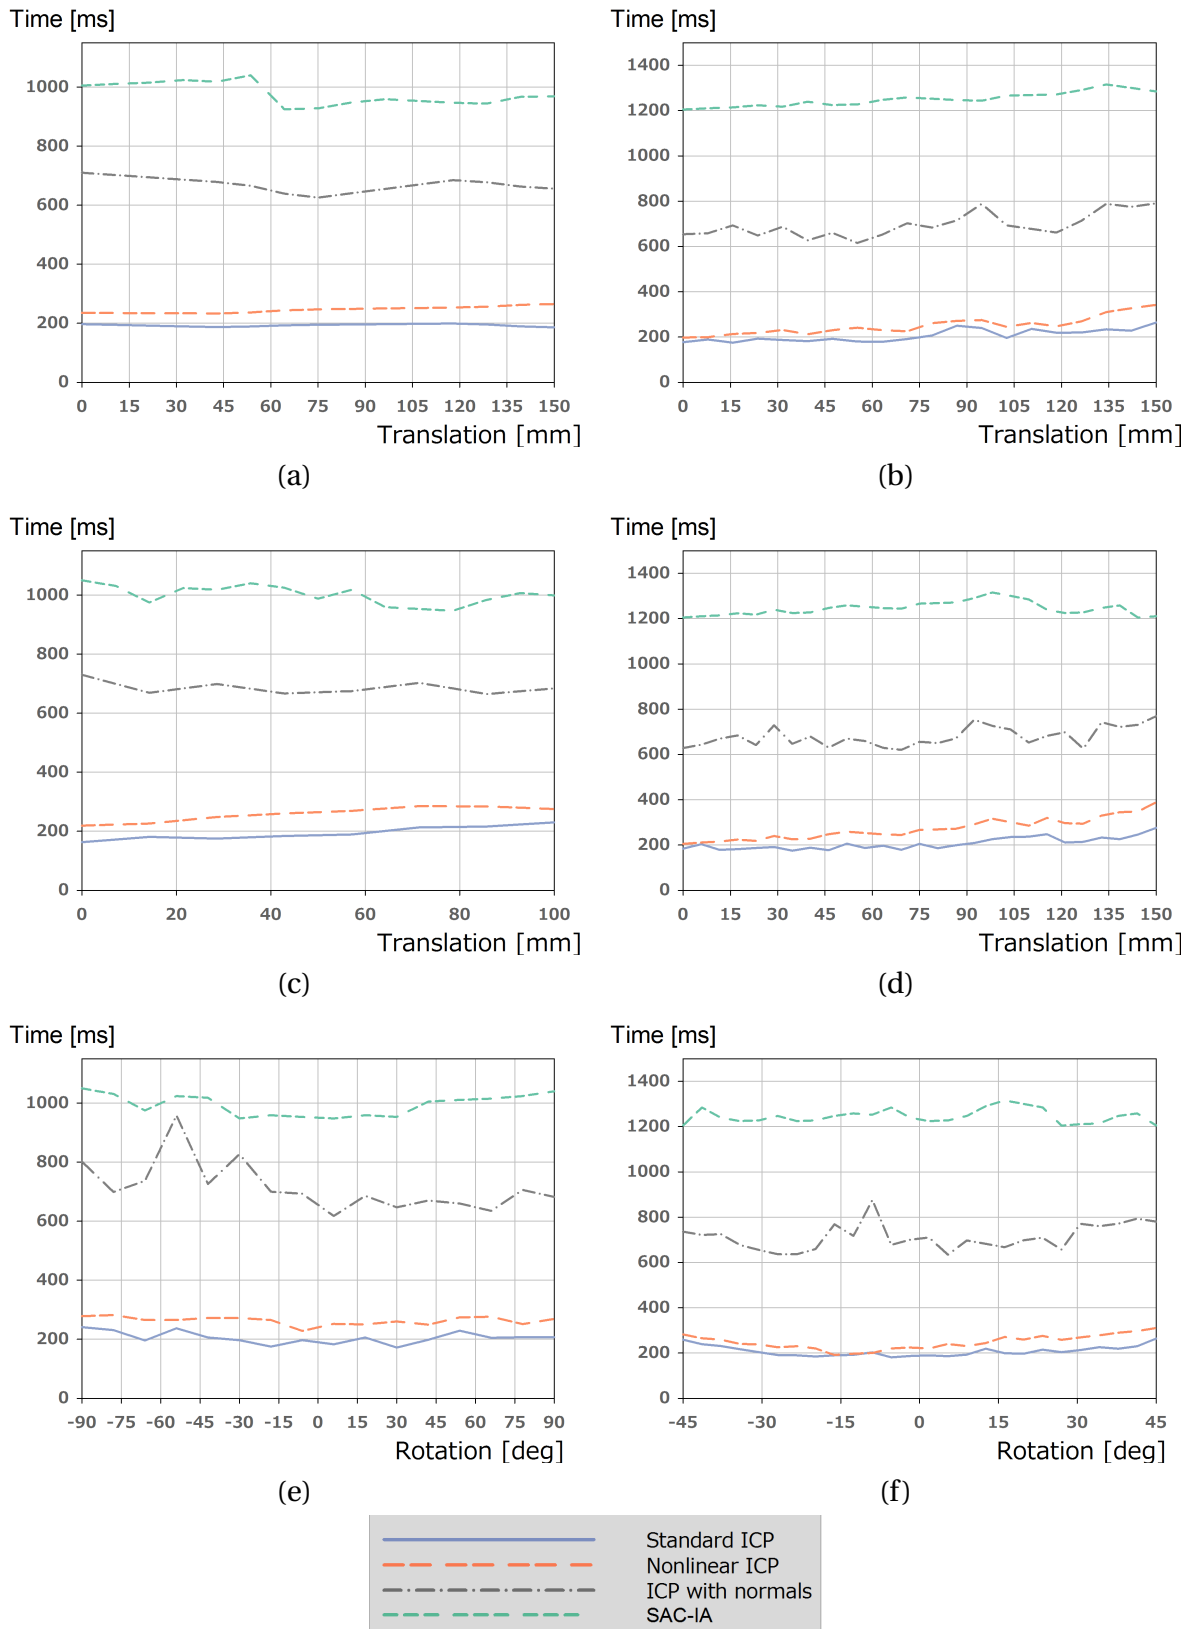 Time [ms]
1000
800
600
400
200
0
0 15 30 45 60 75 90 105 120 135 150
Translation [mm]
(a)
Time [ms]
1400
1200
1000
800
600
400
200
0
0 15 30 45 60 75 90 105 120 135 150
Translation [mm]
(b)
Time [ms]
1000
800
600
400
200
0
0 20 40 60 80 100
Translation [mm]
(c)
Time [ms]
1400
1200
1000
800
600
400
200
0
0 15 30 45 60 75 90 105 120 135 150
Translation [mm]
(d)
Time [ms]
1000
800
600
400
200
0
-90 -75 -60 -45 -30 -15 0 15 30 45 60 75 90
Rotation [deg]
(e)
Time [ms]
1400
1200
1000
800
600
400
200
0
-45 -30 -15 0 15 30 45
Rotation [deg]
(f)
Standard ICP
Nonlinear ICP
ICP with normals
SAC-IA